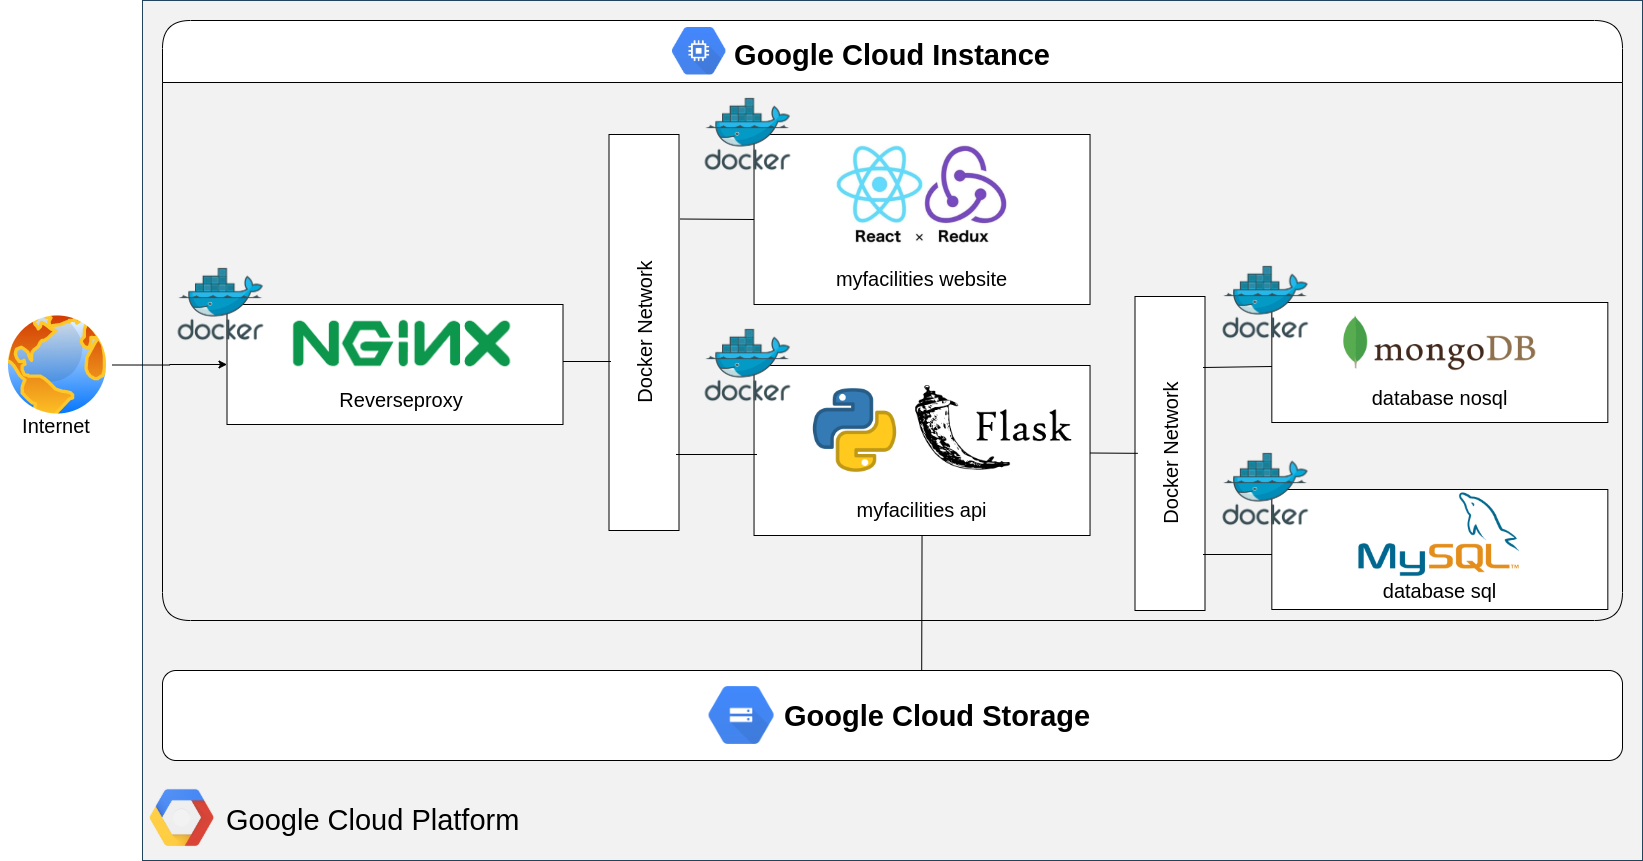 Google Cloud Instance
docker
React × Redux
myfacilities website
docker
NGINX
Reverseproxy
Internet
Docker Network
docker
Flask
myfacilities api
Docker Network
docker
mongoDB
database nosql
docker
MySQL™
database sql
Google Cloud Storage
Google Cloud Platform